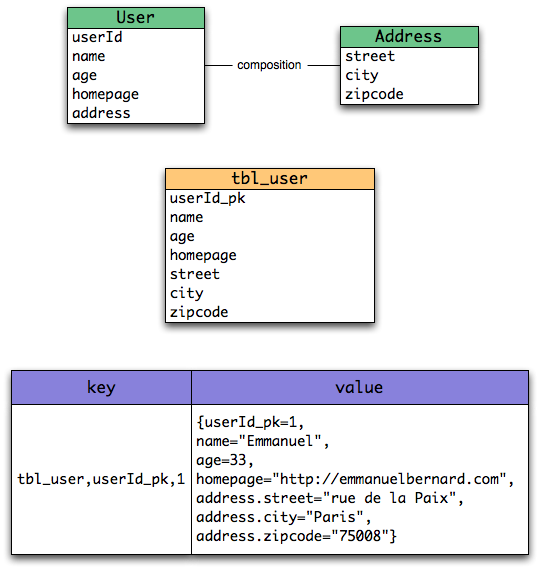 User
userId
name
age
homepage
address
composition
Address
street
city
zipcode
tbl_user
userId_pk
name
age
homepage
street
city
zipcode
key
value
tbl_user,userId_pk,1
{userId_pk=1,
name="Emmanuel",
age=33,
homepage="http://emmanuelbernard.com",
address.street="rue de la Paix",
address.city="Paris",
address.zipcode="75008"}